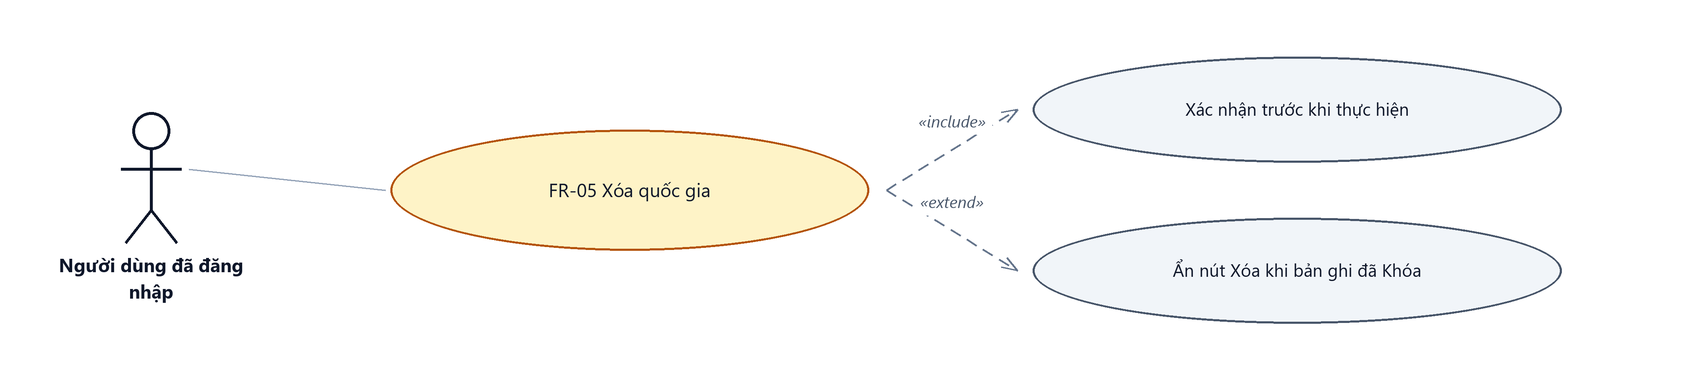 Người dùng đã đăng
nhập
FR-05 Xóa quốc gia
«include»
«extend»
Xác nhận trước khi thực hiện
Ẩn nút Xóa khi bản ghi đã Khóa